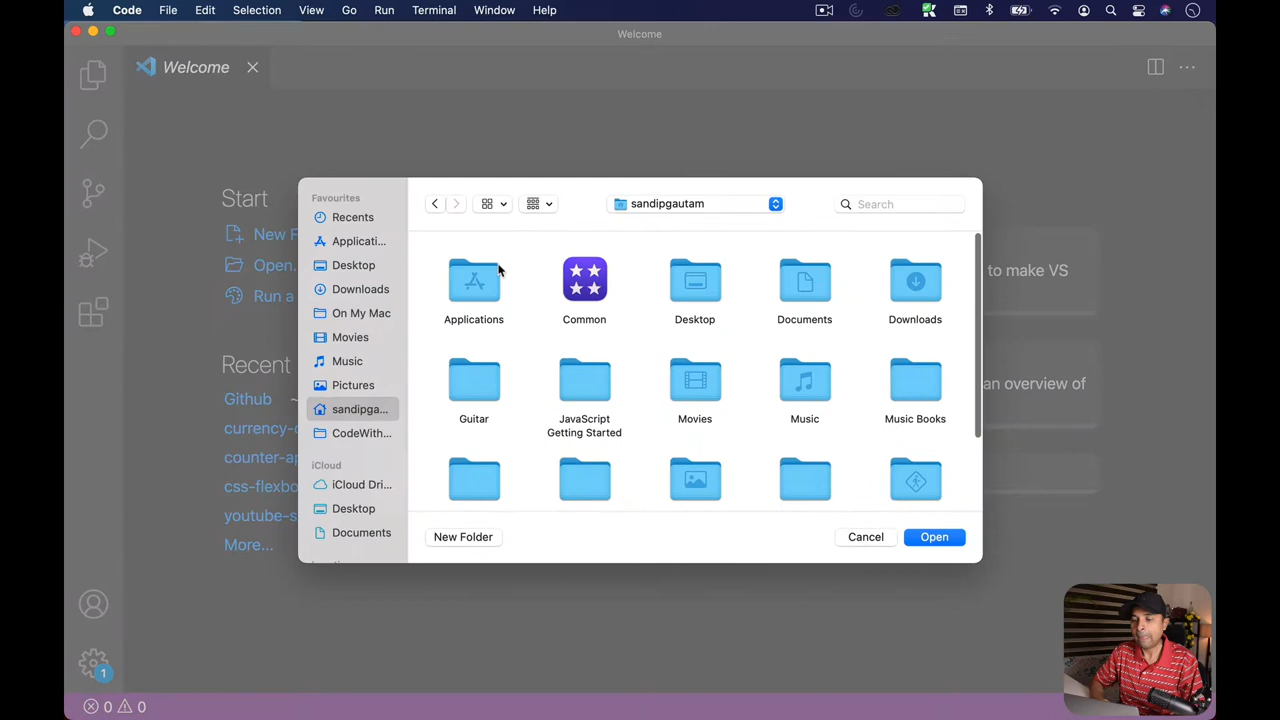 Code File Edit Selection View Go Run Terminal Window Help
Welcome
Welcome
Start
New F
Open.
Run a
Recent
Github ~
currency-c
counter-ap
css-flexbo
youtube-s
More...
to make VS
an overview of
Favourites
Recents
Applicati...
Desktop
Downloads
On My Mac
Movies
Music
Pictures
sandipga...
CodeWith...
iCloud
iCloud Dri...
Desktop
Documents
sandipgautam
Search
Applications
Common
Desktop
Documents
Downloads
Guitar
JavaScript
Getting Started
Movies
Music
Music Books
New Folder
Cancel
Open
1
0 0